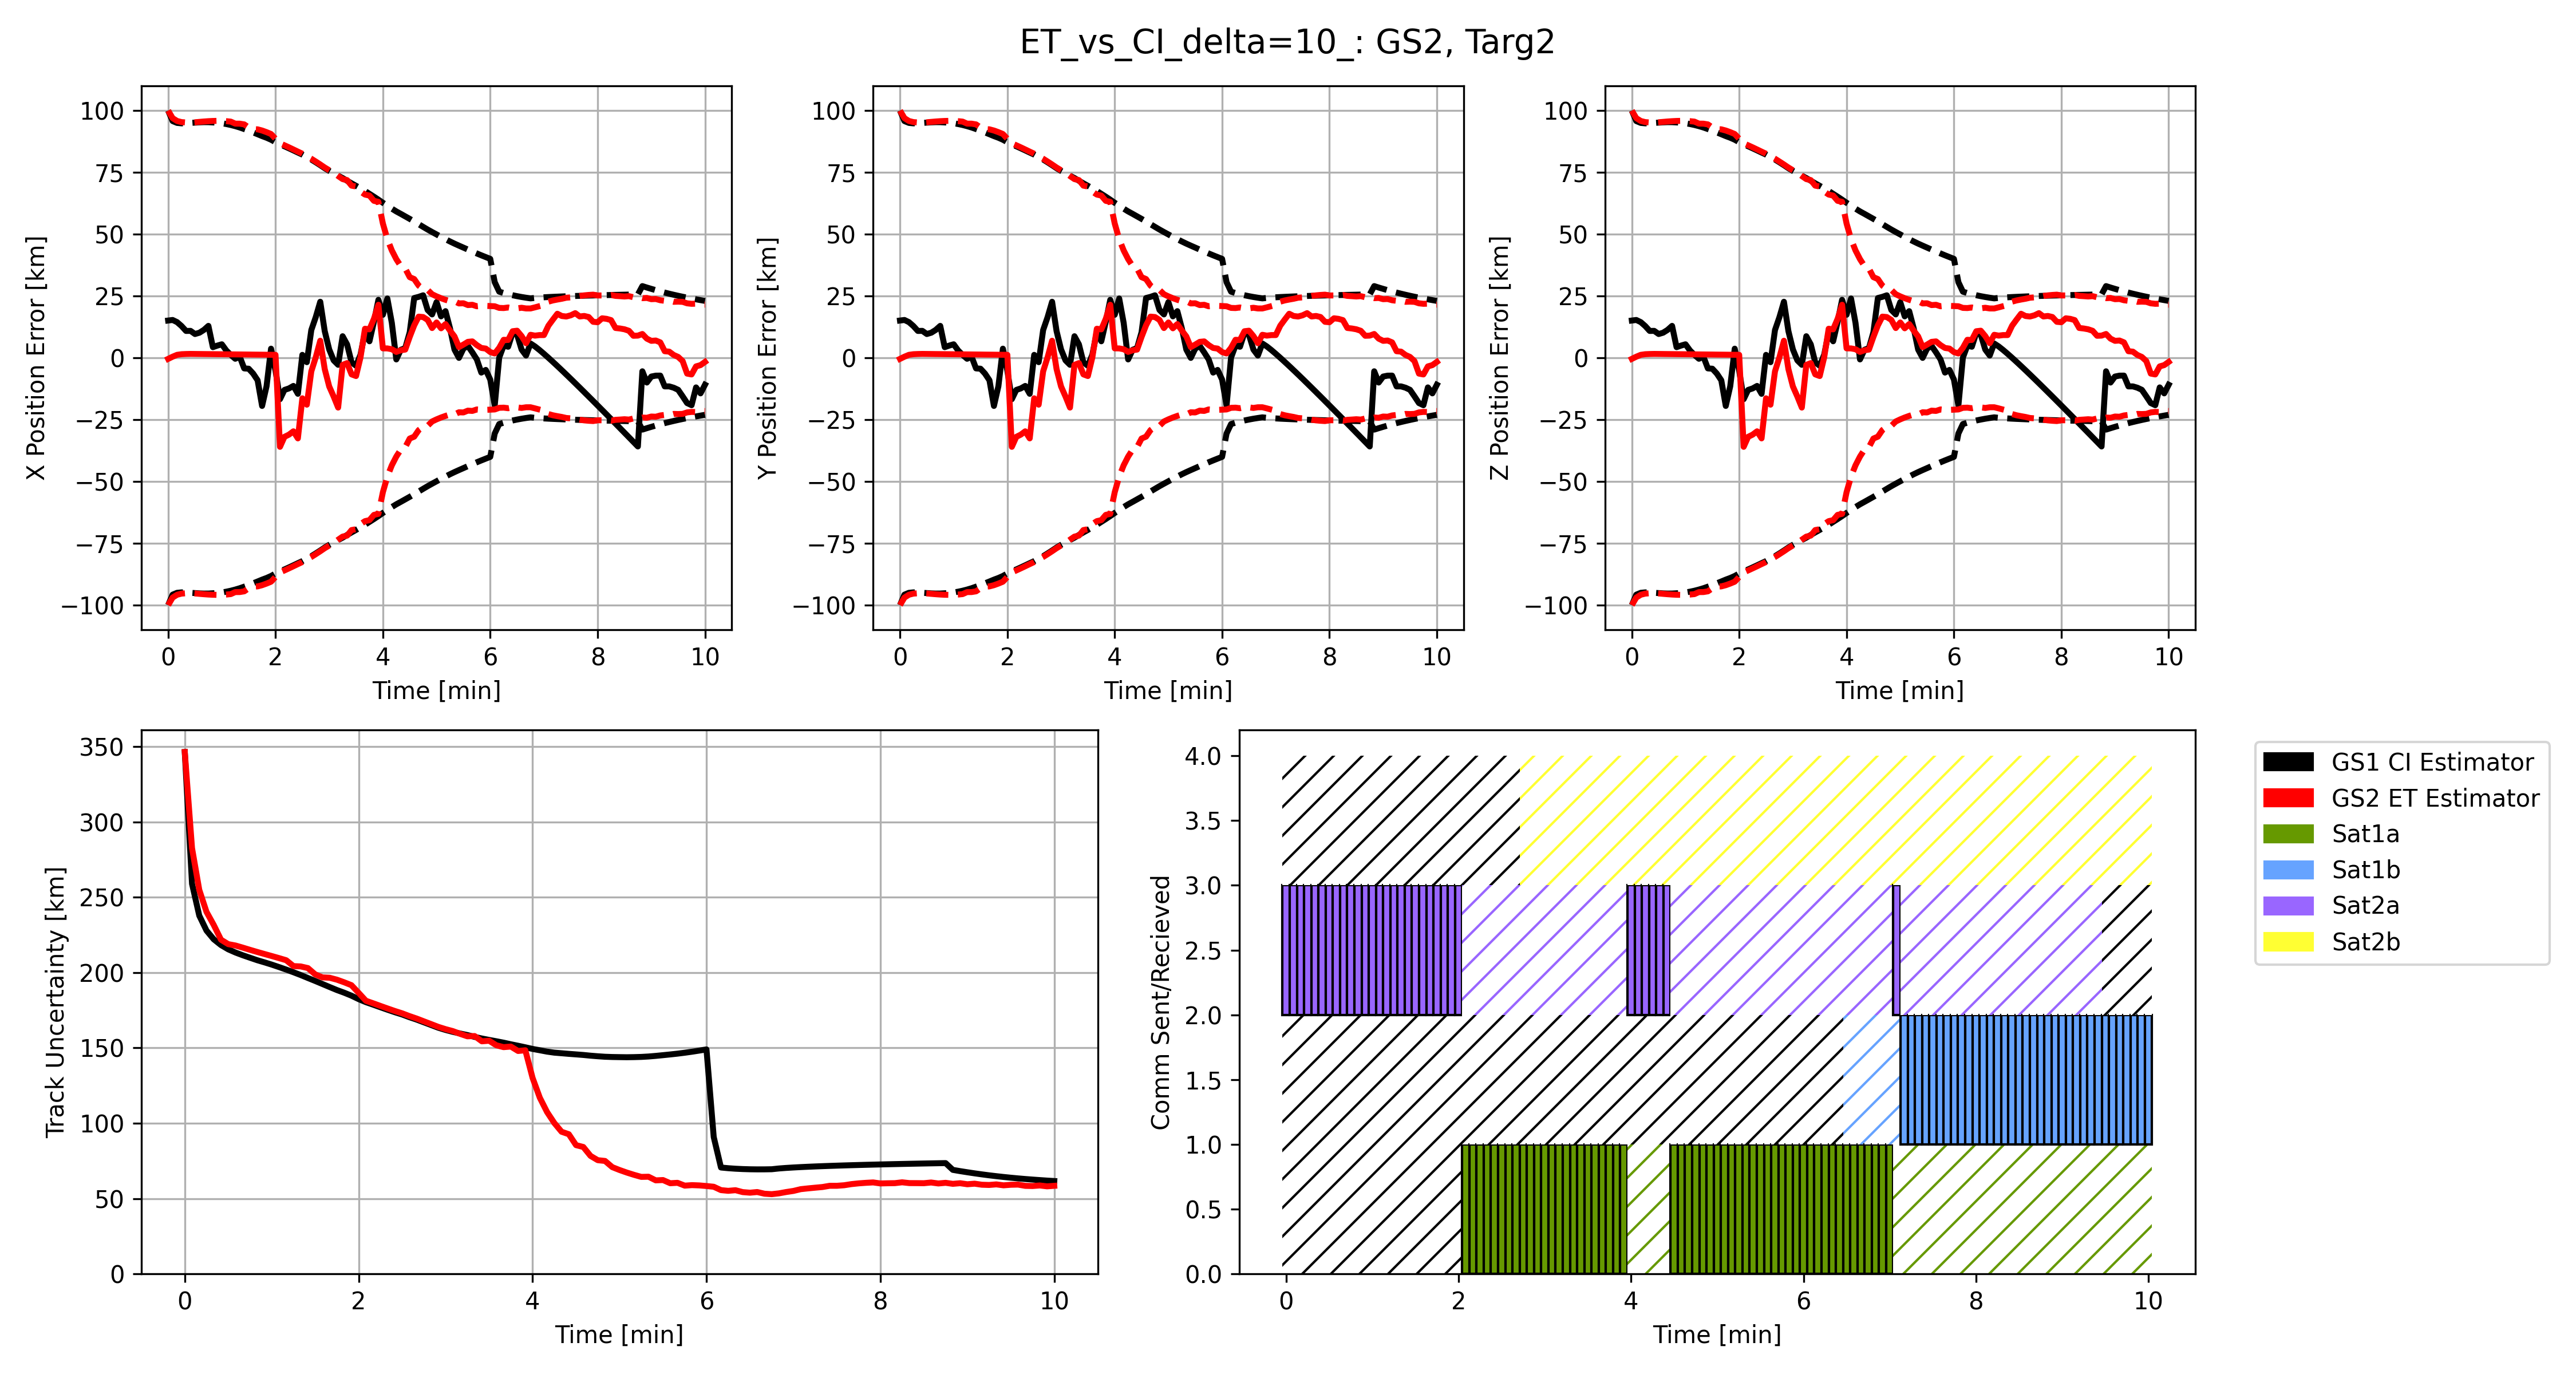 ET_vs_CI_delta=10_: GS2, Targ2
X Position Error [km]
100
75
50
25
0
−25
−50
−75
−100
0 2 4 6 8 10
Time [min]
Y Position Error [km]
100
75
50
25
0
−25
−50
−75
−100
0 2 4 6 8 10
Time [min]
Z Position Error [km]
100
75
50
25
0
−25
−50
−75
−100
0 2 4 6 8 10
Time [min]
Track Uncertainty [km]
350
300
250
200
150
100
50
0
0 2 4 6 8 10
Time [min]
Comm Sent/Recieved
4.0
3.5
3.0
2.5
2.0
1.5
1.0
0.5
0.0
0 2 4 6 8 10
Time [min]
GS1 CI Estimator
GS2 ET Estimator
Sat1a
Sat1b
Sat2a
Sat2b